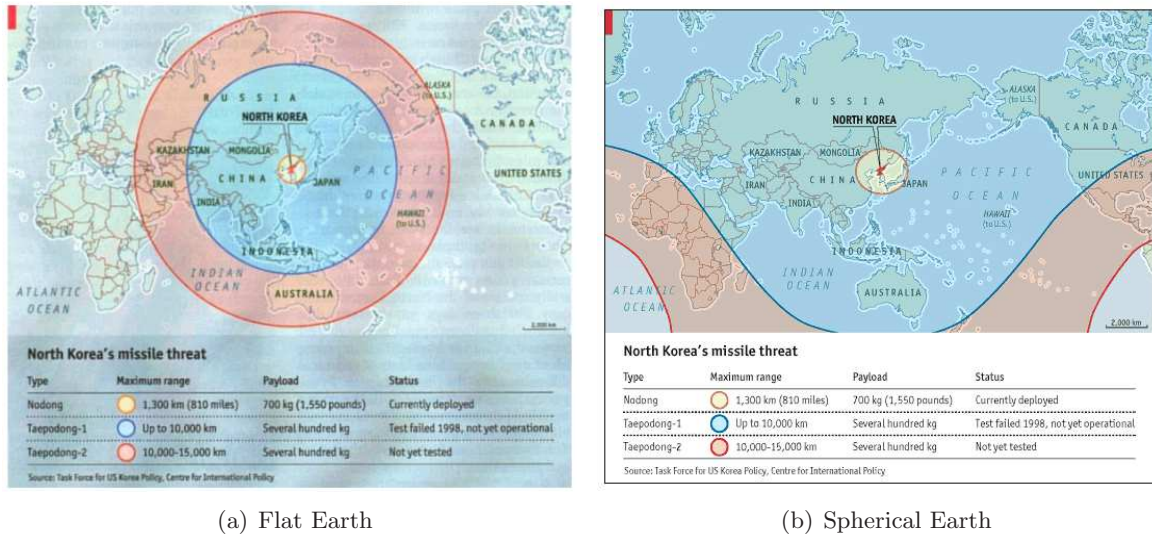 RUSSIA
ALASKA
(to U.S.)
CANADA
NORTH KOREA
KAZAKHSTAN
MONGOLIA
UNITED STATES
IRAN
CHINA
JAPAN
PACIFIC
OCEAN
INDIA
HAWAII
(to U.S.)
INDONESIA
INDIAN
OCEAN
AUSTRALIA
ATLANTIC
OCEAN
2,000 km
North Korea's missile threat
Type Maximum range Payload Status
Nodong 1,300 km (810 miles) 700 kg (1,550 pounds) Currently deployed
Taepodong-1 Up to 10,000 km Several hundred kg Test failed 1998, not yet operational
Taepodong-2 10,000-15,000 km Several hundred kg Not yet tested
Source: Task Force for US Korea Policy, Centre for International Policy
(a) Flat Earth
RUSSIA
ALASKA
(to U.S.)
CANADA
NORTH KOREA
KAZAKHSTAN
MONGOLIA
UNITED STATES
IRAN
CHINA
JAPAN
PACIFIC
OCEAN
INDIA
HAWAII
(to U.S.)
INDONESIA
INDIAN
OCEAN
AUSTRALIA
ATLANTIC
OCEAN
2,000 km
North Korea's missile threat
Type Maximum range Payload Status
Nodong 1,300 km (810 miles) 700 kg (1,550 pounds) Currently deployed
Taepodong-1 Up to 10,000 km Several hundred kg Test failed 1998, not yet operational
Taepodong-2 10,000-15,000 km Several hundred kg Not yet tested
Source: Task Force for US Korea Policy, Centre for International Policy
(b) Spherical Earth